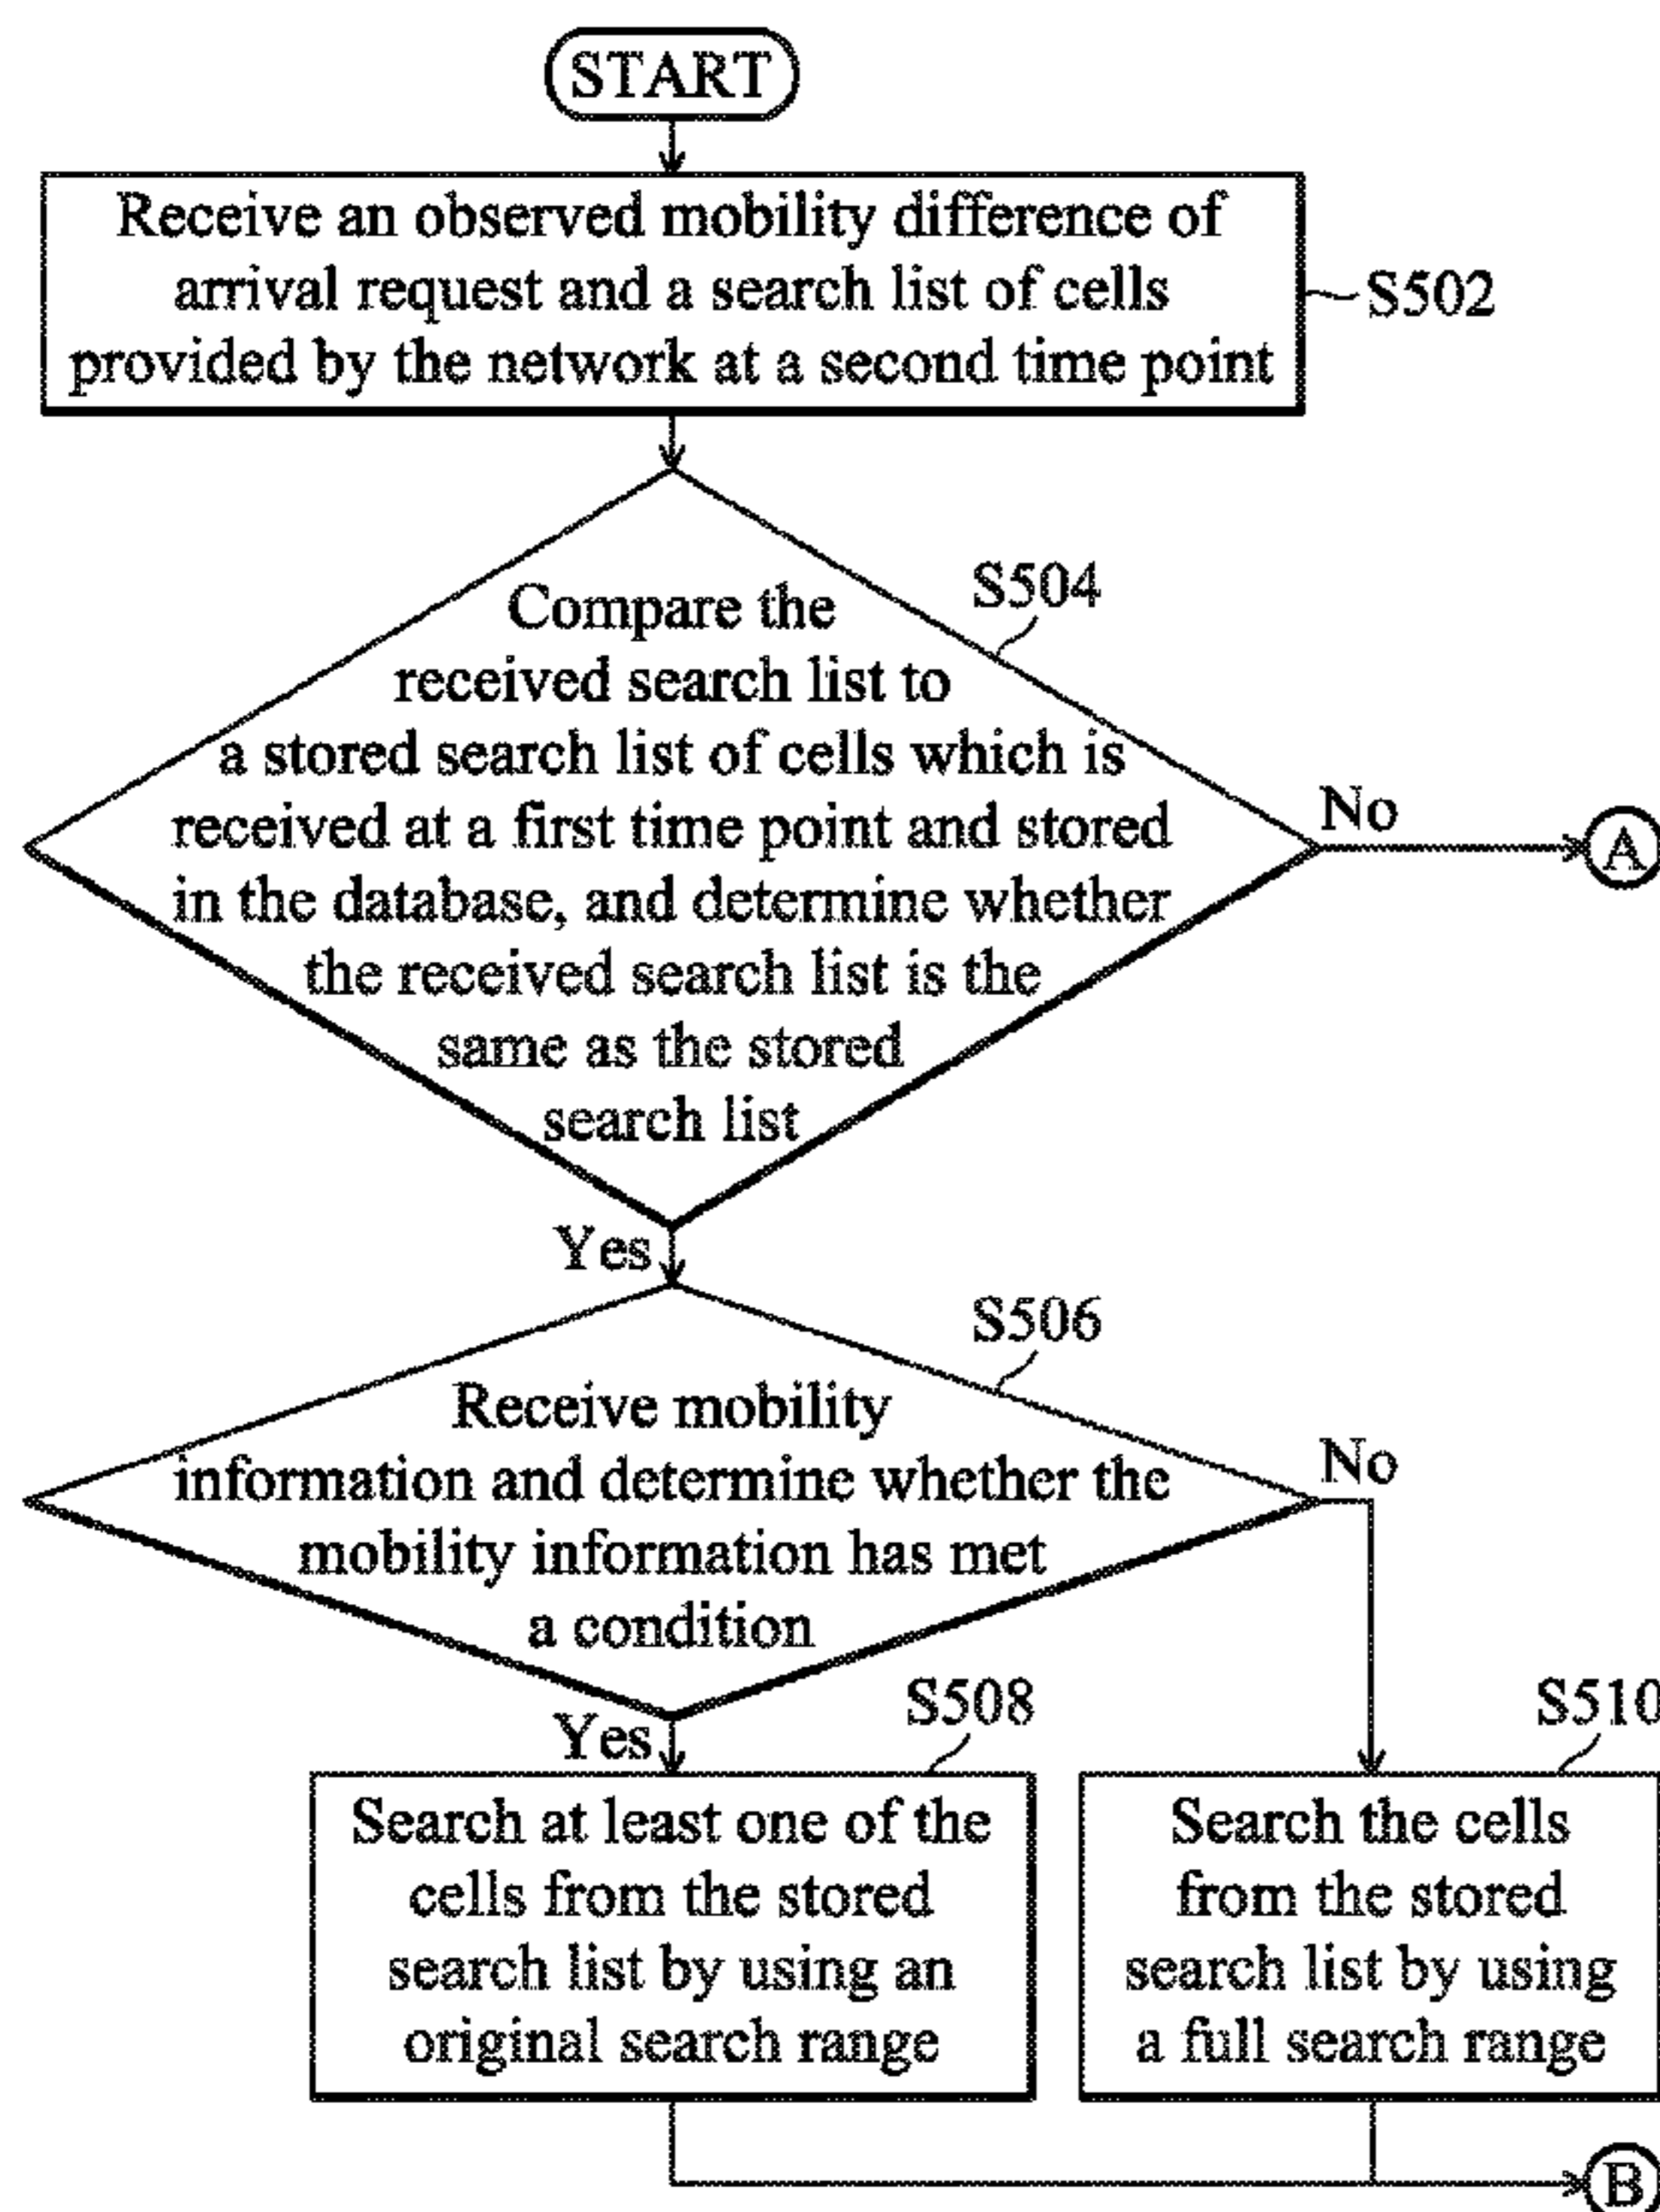 START
Receive an observed mobility difference of
arrival request and a search list of cells
provided by the network at a second time point
S502
S504
Compare the
received search list to
a stored search list of cells which is
received at a first time point and stored
in the database, and determine whether
the received search list is the
same as the stored
search list
No
A
Yes
S506
Receive mobility
information and determine whether the
mobility information has met
a condition
No
Yes
S508
Search at least one of the
cells from the stored
search list by using an
original search range
S510
Search the cells
from the stored
search list by using
a full search range
B